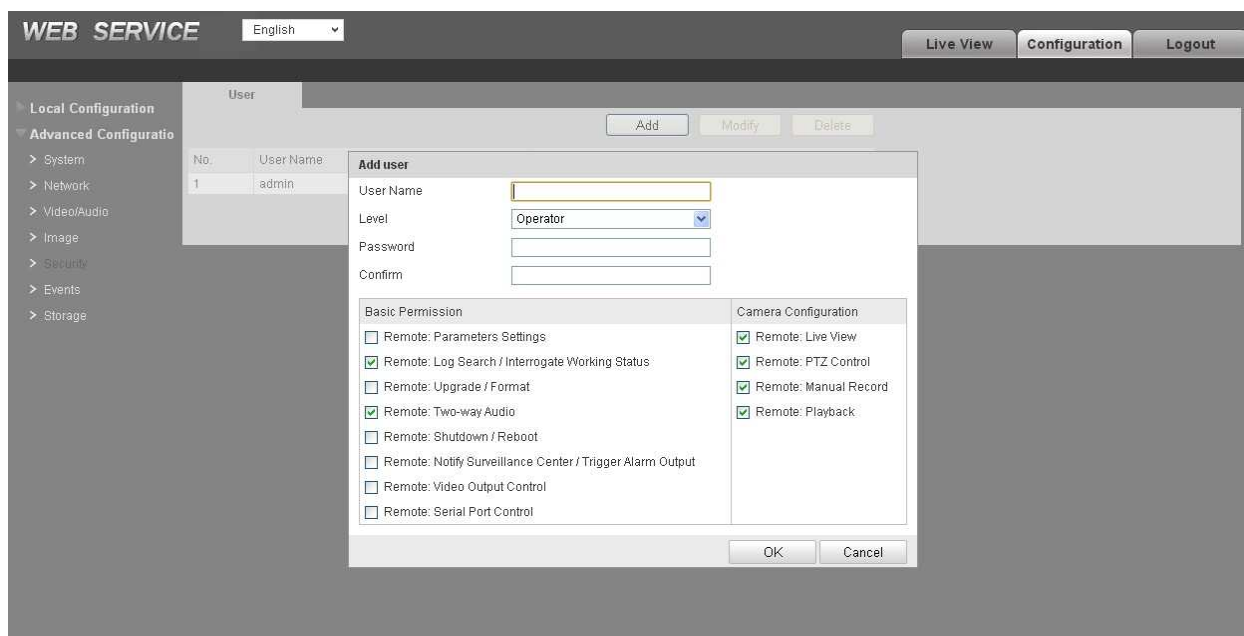 WEB SERVICE
English
Live View
Configuration
Logout
Local Configuration
Advanced Configuratio
System
Network
Video/Audio
Image
Security
Events
Storage
User
Add
Modify
Delete
No.
User Name
1
admin
Add user
User Name
Level
Operator
Password
Confirm
Basic Permission
Remote: Parameters Settings
Remote: Log Search / Interrogate Working Status
Remote: Upgrade / Format
Remote: Two-way Audio
Remote: Shutdown / Reboot
Remote: Notify Surveillance Center / Trigger Alarm Output
Remote: Video Output Control
Remote: Serial Port Control
Camera Configuration
Remote: Live View
Remote: PTZ Control
Remote: Manual Record
Remote: Playback
OK
Cancel